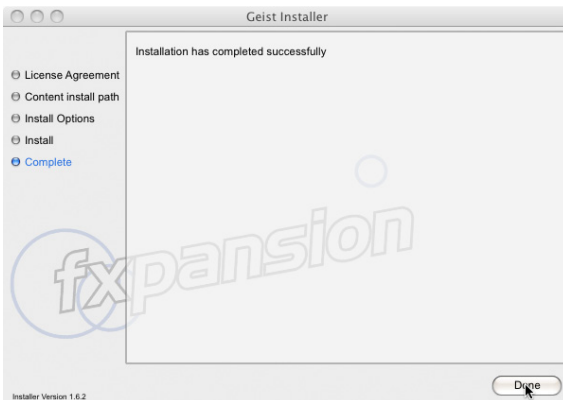 Geist Installer
Installation has completed successfully
License Agreement
Content install path
Install Options
Install
Complete
fxpansion
Done
Installer Version 1.6.2